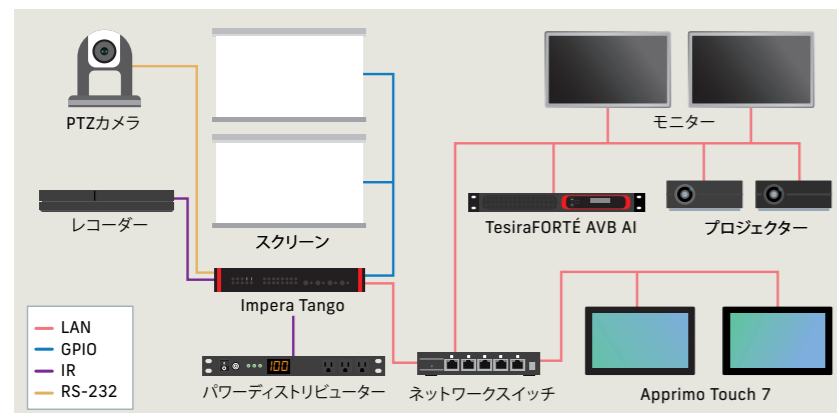 PTZカメラ
モニター
レコーダー
スクリーン
TesiraFORTÉ AVB AI
プロジェクター
Impera Tango
LAN
GPIO
IR
RS-232
100
パワーディストリビューター
ネットワークスイッチ
Apprimo Touch 7